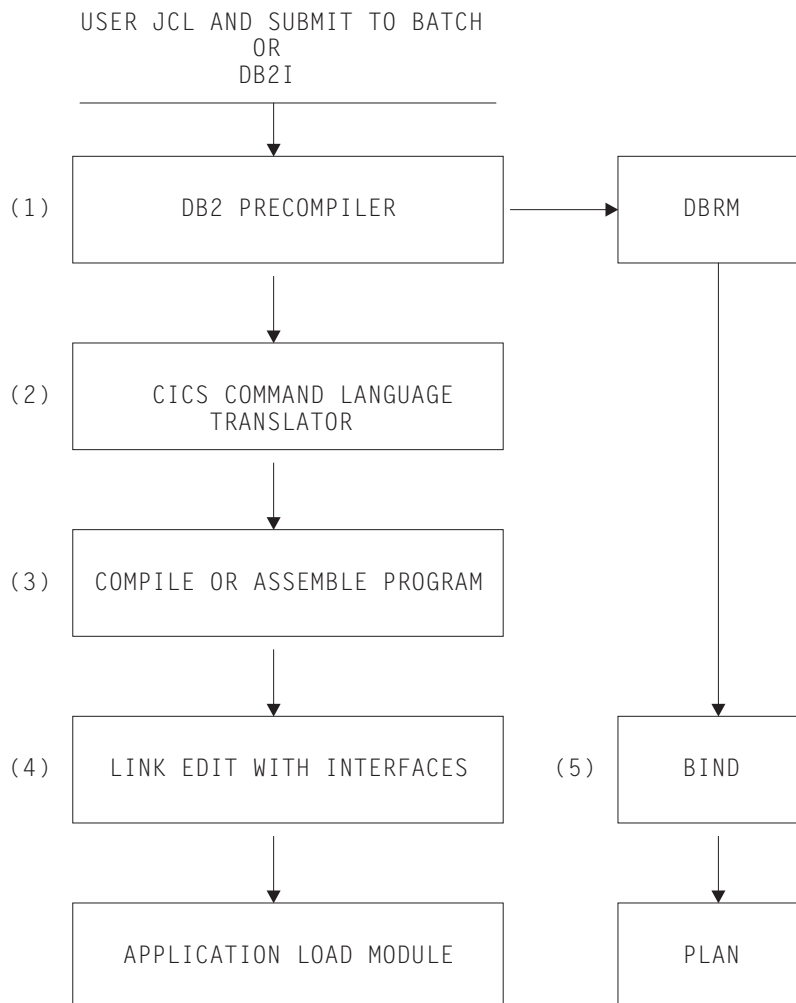 USER JCL AND SUBMIT TO BATCH
OR
DB2I
(1) DB2 PRECOMPILER DBRM
(2) CICS COMMAND LANGUAGE
TRANSLATOR
(3) COMPILE OR ASSEMBLE PROGRAM
(4) LINK EDIT WITH INTERFACES (5) BIND
APPLICATION LOAD MODULE PLAN